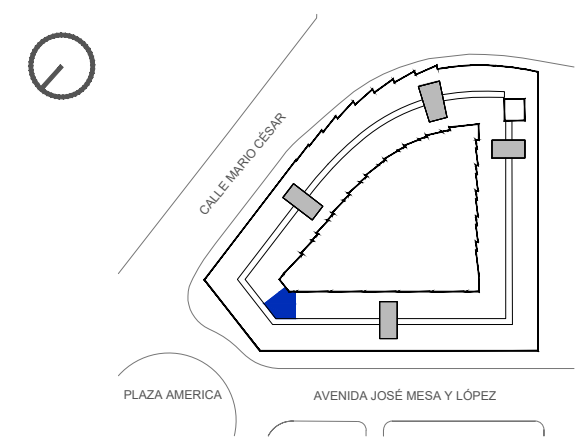 CALLE MARIO CÉSAR
PLAZA AMERICA
AVENIDA JOSÉ MESA Y LÓPEZ